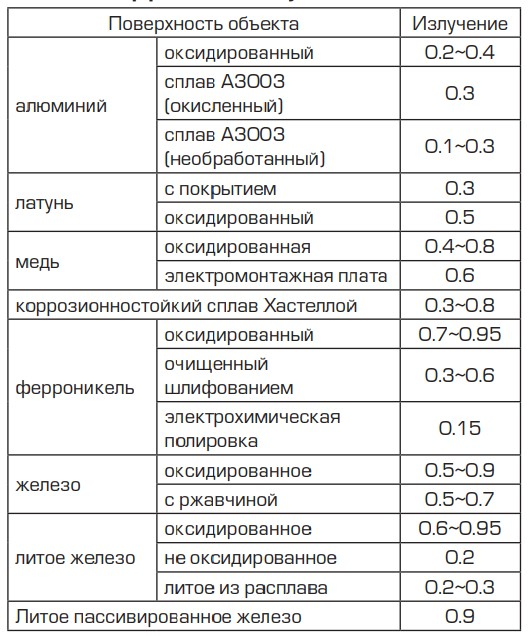 Поверхность объекта Излучение
алюминий
оксидированный 0.2~0.4
сплав А3003
(окисленный) 0.3
сплав А3003
(необработанный) 0.1~0.3
латунь
с покрытием 0.3
оксидированный 0.5
медь
оксидированная 0.4~0.8
электромонтажная плата 0.6
коррозионностойкий сплав Хастеллой 0.3~0.8
ферроникель
оксидированный 0.7~0.95
очищенный
шлифованием 0.3~0.6
электрохимическая
полировка 0.15
железо
оксидированное 0.5~0.9
с ржавчиной 0.5~0.7
литое железо
оксидированное 0.6~0.95
не оксидированное 0.2
литое из расплава 0.2~0.3
Литое пассивированное железо 0.9